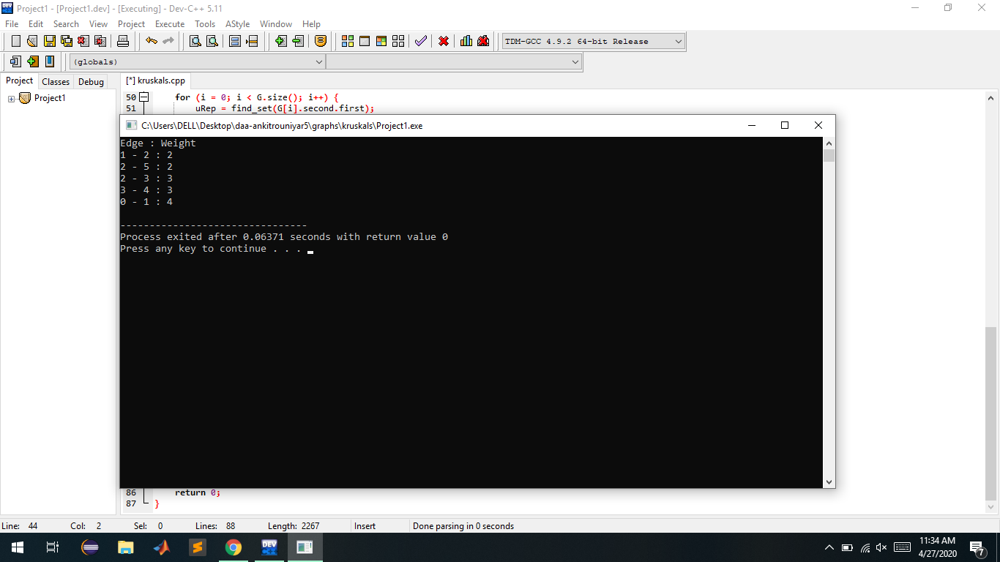 Project1 - [Project1.dev] - [Executing] - Dev-C++ 5.11
File Edit Search View Project Execute Tools AStyle Window Help
TDM-GCC 4.9.2 64-bit Release
(globals)
Project Classes Debug
[*] kruskals.cpp
Project1
50 for (i = 0; i < G.size(); i++) {
51 uRep = find_set(G[i].second.first);
C:\Users\DELL\Desktop\daa-ankitrouniyar5\graphs\kruskals\Project1.exe
Edge : Weight
1 - 2 : 2
2 - 5 : 2
2 - 3 : 3
3 - 4 : 3
0 - 1 : 4
--------------------------------
Process exited after 0.06371 seconds with return value 0
Press any key to continue . . .
86 return 0;
87 }
Line: 44 Col: 2 Sel: 0 Lines: 88 Length: 2267 Insert Done parsing in 0 seconds
DEV
11:34 AM
4/27/2020
7